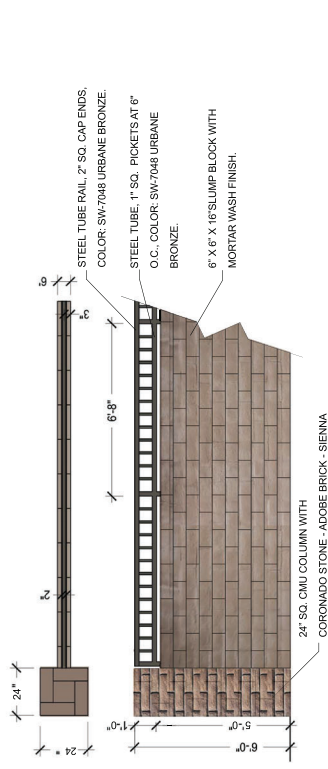 STEEL TUBE RAIL, 2" SQ. CAP ENDS,
COLOR: SW-7048 URBANE BRONZE.
STEEL TUBE, 1" SQ. PICKETS AT 6"
O.C., COLOR: SW-7048 URBANE
BRONZE.
6" X 6" X 16"SLUMP BLOCK WITH
MORTAR WASH FINISH.
24" SQ. CMU COLUMN WITH
CORONADO STONE - ADOBE BRICK - SIENNA
24"
24"
2"
3"
6'
6'-8"
1'-0"
5'-0"
6'-0"